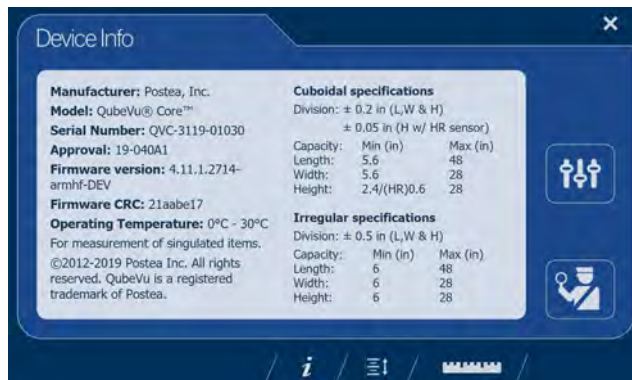 Device Info
Manufacturer: Postea, Inc.
Model: QubeVu® Core™
Serial Number: QVC-3119-01030
Approval: 19-040A1
Firmware version: 4.11.1.2714-
armhf-DEV
Firmware CRC: 21aabe17
Operating Temperature: 0°C - 30°C
For measurement of singulated items.
©2012-2019 Postea Inc. All rights
reserved. QubeVu is a registered
trademark of Postea.
Cuboidal specifications
Division: ± 0.2 in (L,W & H)
± 0.05 in (H w/ HR sensor)
Capacity: Min (in) Max (in)
Length: 5.6 48
Width: 5.6 28
Height: 2.4/(HR)0.6 28
Irregular specifications
Division: ± 0.5 in (L,W & H)
Capacity: Min (in) Max (in)
Length: 6 48
Width: 6 28
Height: 6 28